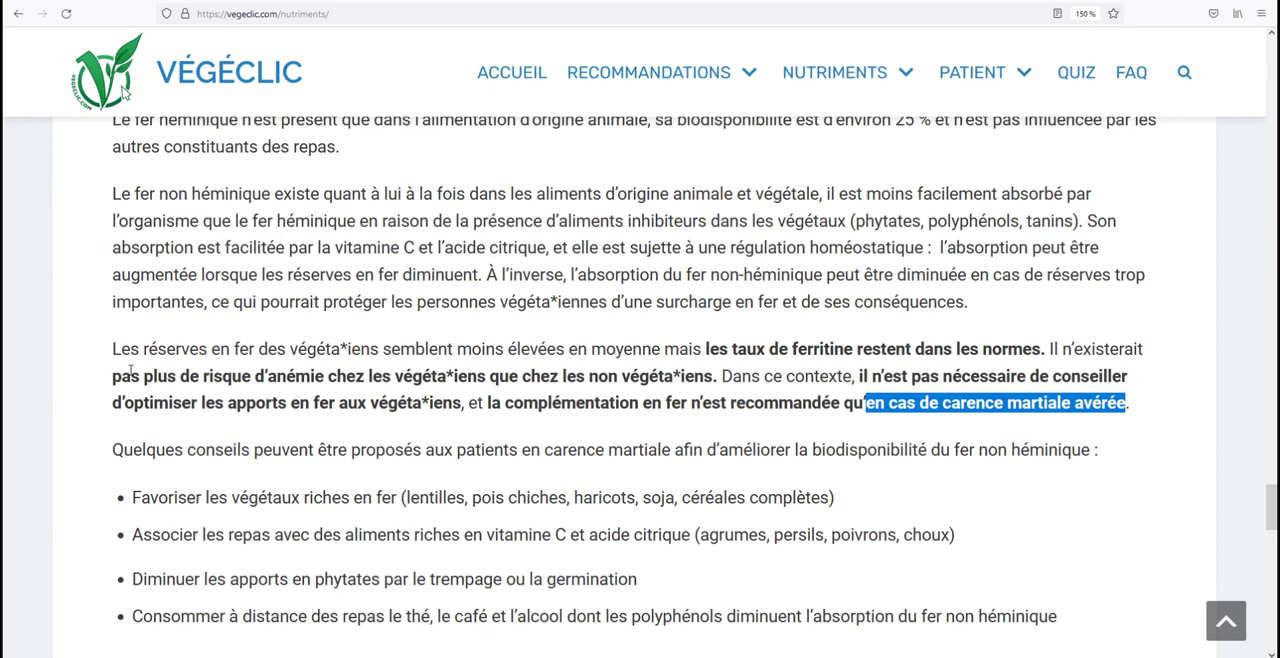 https://vegeclic.com/nutriments/
150 %
VÉGÉCLIC
VEGECLIC.COM
ACCUEIL RECOMMANDATIONS NUTRIMENTS PATIENT QUIZ FAQ
Le fer héminique n'est présent que dans l'alimentation d'origine animale, sa biodisponibilité est d'environ 25 % et n'est pas influencée par les
autres constituants des repas.
Le fer non héminique existe quant à lui à la fois dans les aliments d'origine animale et végétale, il est moins facilement absorbé par
l'organisme que le fer héminique en raison de la présence d'aliments inhibiteurs dans les végétaux (phytates, polyphénols, tanins). Son
absorption est facilitée par la vitamine C et l'acide citrique, et elle est sujette à une régulation homéostatique : l'absorption peut être
augmentée lorsque les réserves en fer diminuent. À l'inverse, l'absorption du fer non-héminique peut être diminuée en cas de réserves trop
importantes, ce qui pourrait protéger les personnes végéta*iennes d'une surcharge en fer et de ses conséquences.
Les réserves en fer des végéta*iens semblent moins élevées en moyenne mais les taux de ferritine restent dans les normes. Il n'existerait
pas plus de risque d'anémie chez les végéta*iens que chez les non végéta*iens. Dans ce contexte, il n'est pas nécessaire de conseiller
d'optimiser les apports en fer aux végéta*iens, et la complémentation en fer n'est recommandée qu'en cas de carence martiale avérée.
Quelques conseils peuvent être proposés aux patients en carence martiale afin d'améliorer la biodisponibilité du fer non héminique :
• Favoriser les végétaux riches en fer (lentilles, pois chiches, haricots, soja, céréales complètes)
• Associer les repas avec des aliments riches en vitamine C et acide citrique (agrumes, persils, poivrons, choux)
• Diminuer les apports en phytates par le trempage ou la germination
• Consommer à distance des repas le thé, le café et l'alcool dont les polyphénols diminuent l'absorption du fer non héminique